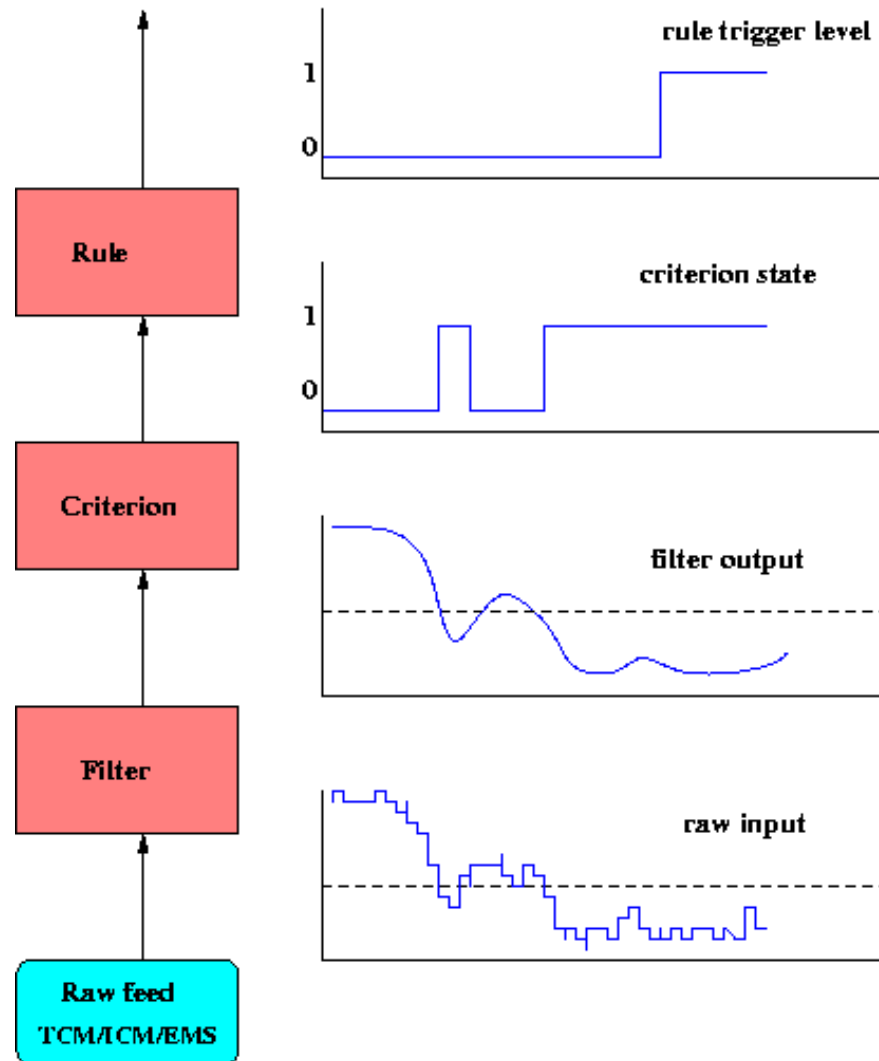 rule trigger level
1
0
Rule
criterion state
1
0
Criterion
filter output
Filter
raw input
Raw feed
TCM/ICM/EMS